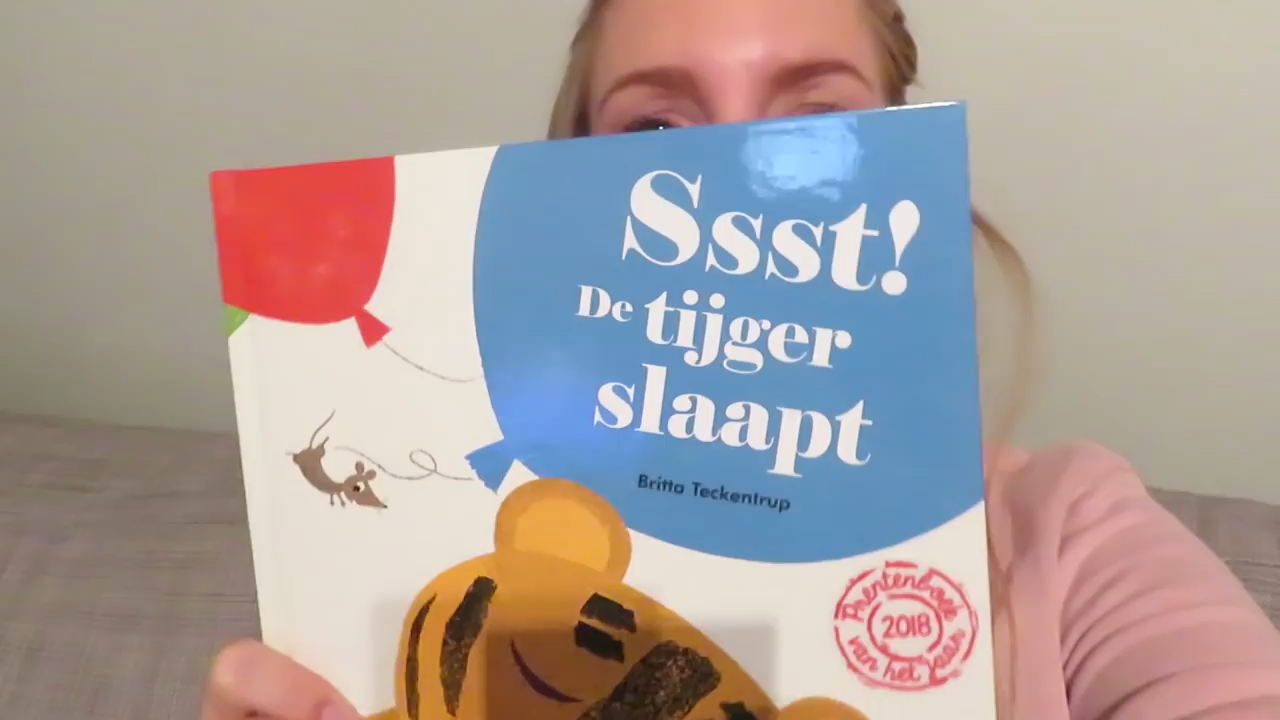 Ssst!
De tijger
slaapt
Britta Teckentrup
Prentenboek
2018
van het jaar